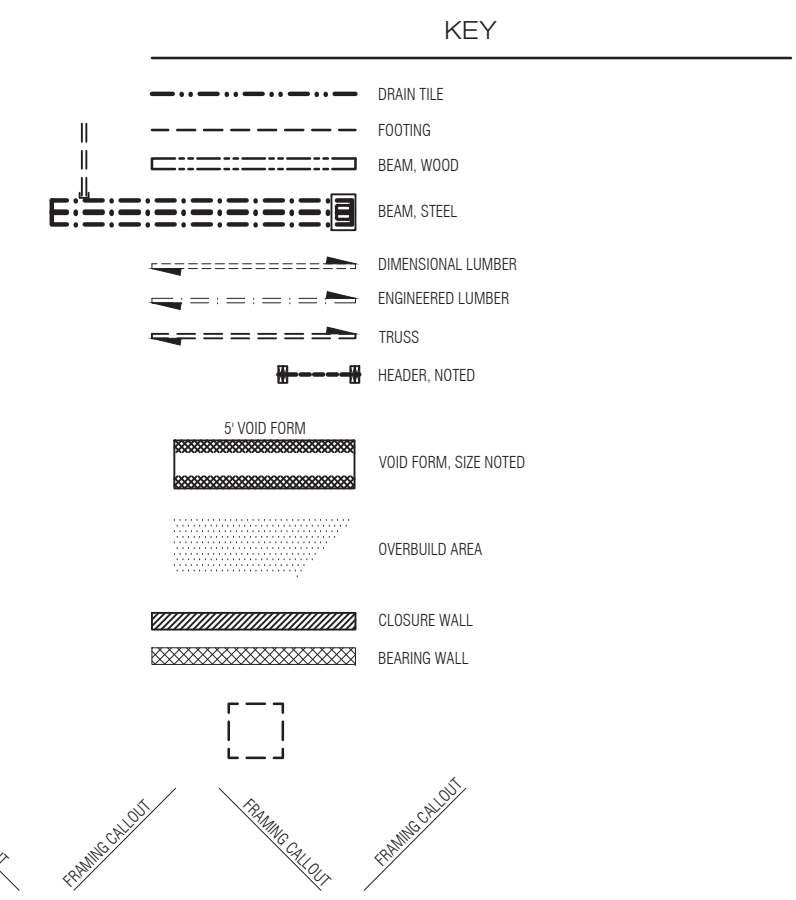 KEY
DRAIN TILE
FOOTING
BEAM, WOOD
BEAM, STEEL
DIMENSIONAL LUMBER
ENGINEERED LUMBER
TRUSS
HEADER, NOTED
5' VOID FORM
VOID FORM, SIZE NOTED
OVERBUILD AREA
CLOSURE WALL
BEARING WALL
FRAMING CALLOUT
FRAMING CALLOUT
FRAMING CALLOUT